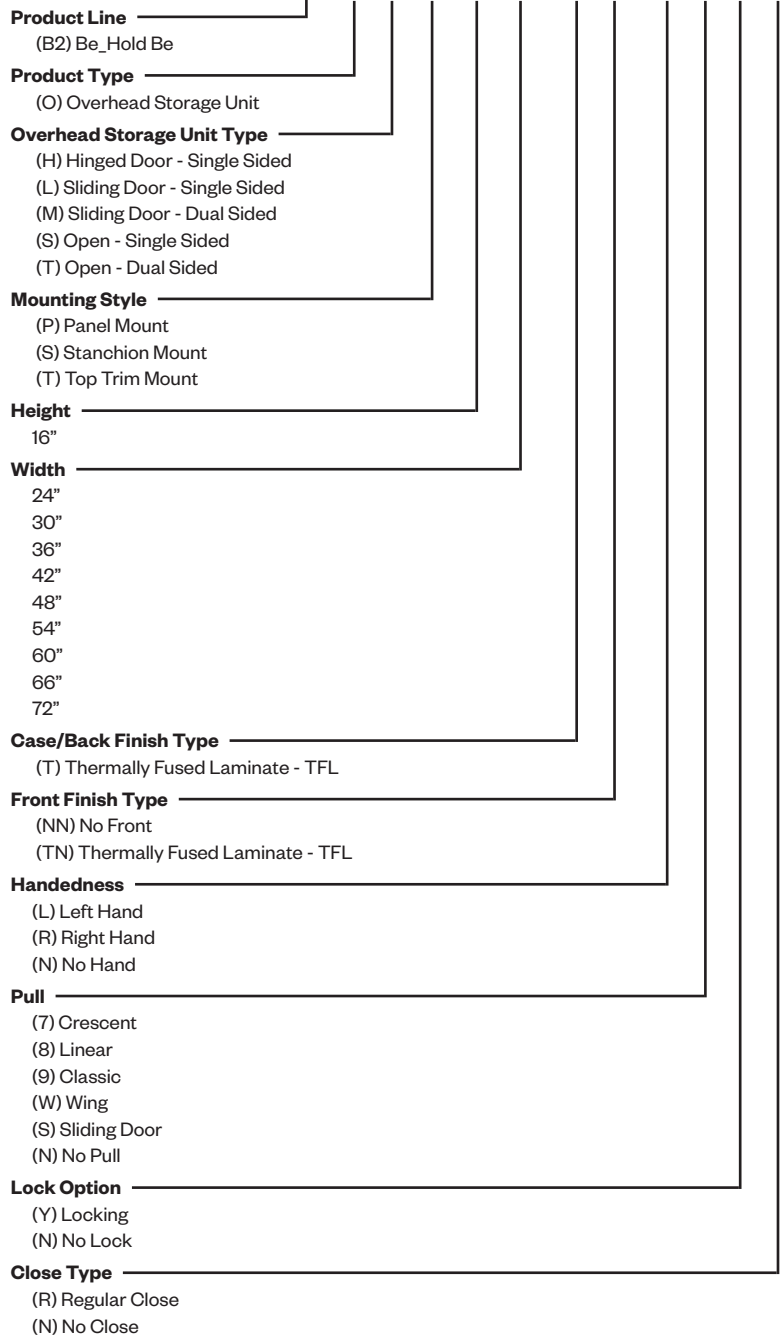 Product Line
(B2) Be_Hold Be
Product Type
(O) Overhead Storage Unit
Overhead Storage Unit Type
(H) Hinged Door - Single Sided
(L) Sliding Door - Single Sided
(M) Sliding Door - Dual Sided
(S) Open - Single Sided
(T) Open - Dual Sided
Mounting Style
(P) Panel Mount
(S) Stanchion Mount
(T) Top Trim Mount
Height
16”
Width
24”
30”
36”
42”
48”
54”
60”
66”
72”
Case/Back Finish Type
(T) Thermally Fused Laminate - TFL
Front Finish Type
(NN) No Front
(TN) Thermally Fused Laminate - TFL
Handedness
(L) Left Hand
(R) Right Hand
(N) No Hand
Pull
(7) Crescent
(8) Linear
(9) Classic
(W) Wing
(S) Sliding Door
(N) No Pull
Lock Option
(Y) Locking
(N) No Lock
Close Type
(R) Regular Close
(N) No Close